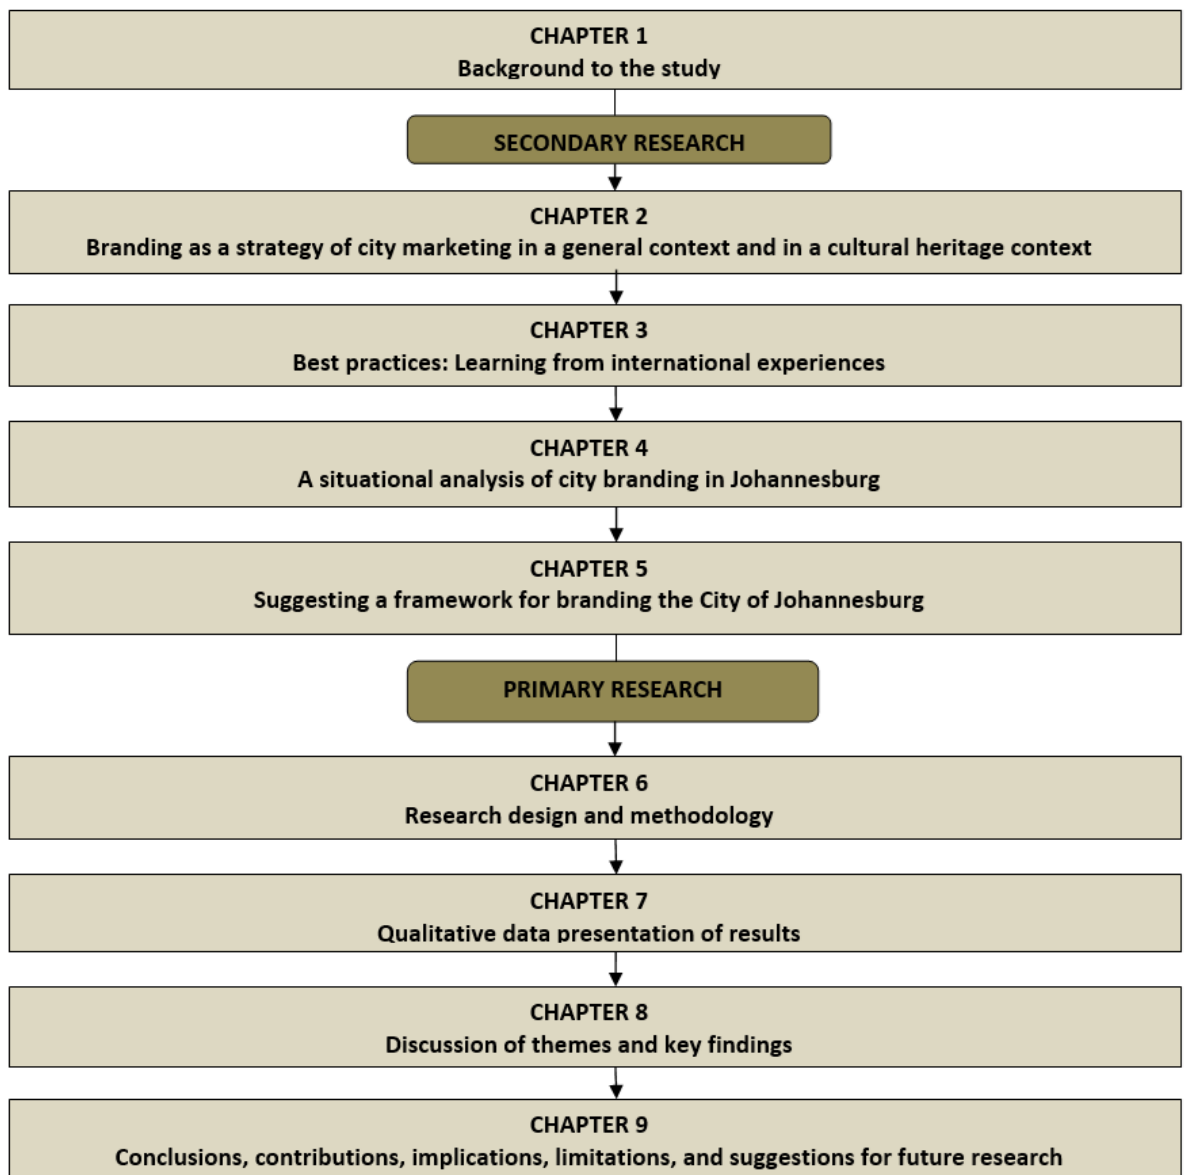 CHAPTER 1
Background to the study
SECONDARY RESEARCH
CHAPTER 2
Branding as a strategy of city marketing in a general context and in a cultural heritage context
CHAPTER 3
Best practices: Learning from international experiences
CHAPTER 4
A situational analysis of city branding in Johannesburg
CHAPTER 5
Suggesting a framework for branding the City of Johannesburg
PRIMARY RESEARCH
CHAPTER 6
Research design and methodology
CHAPTER 7
Qualitative data presentation of results
CHAPTER 8
Discussion of themes and key findings
CHAPTER 9
Conclusions, contributions, implications, limitations, and suggestions for future research